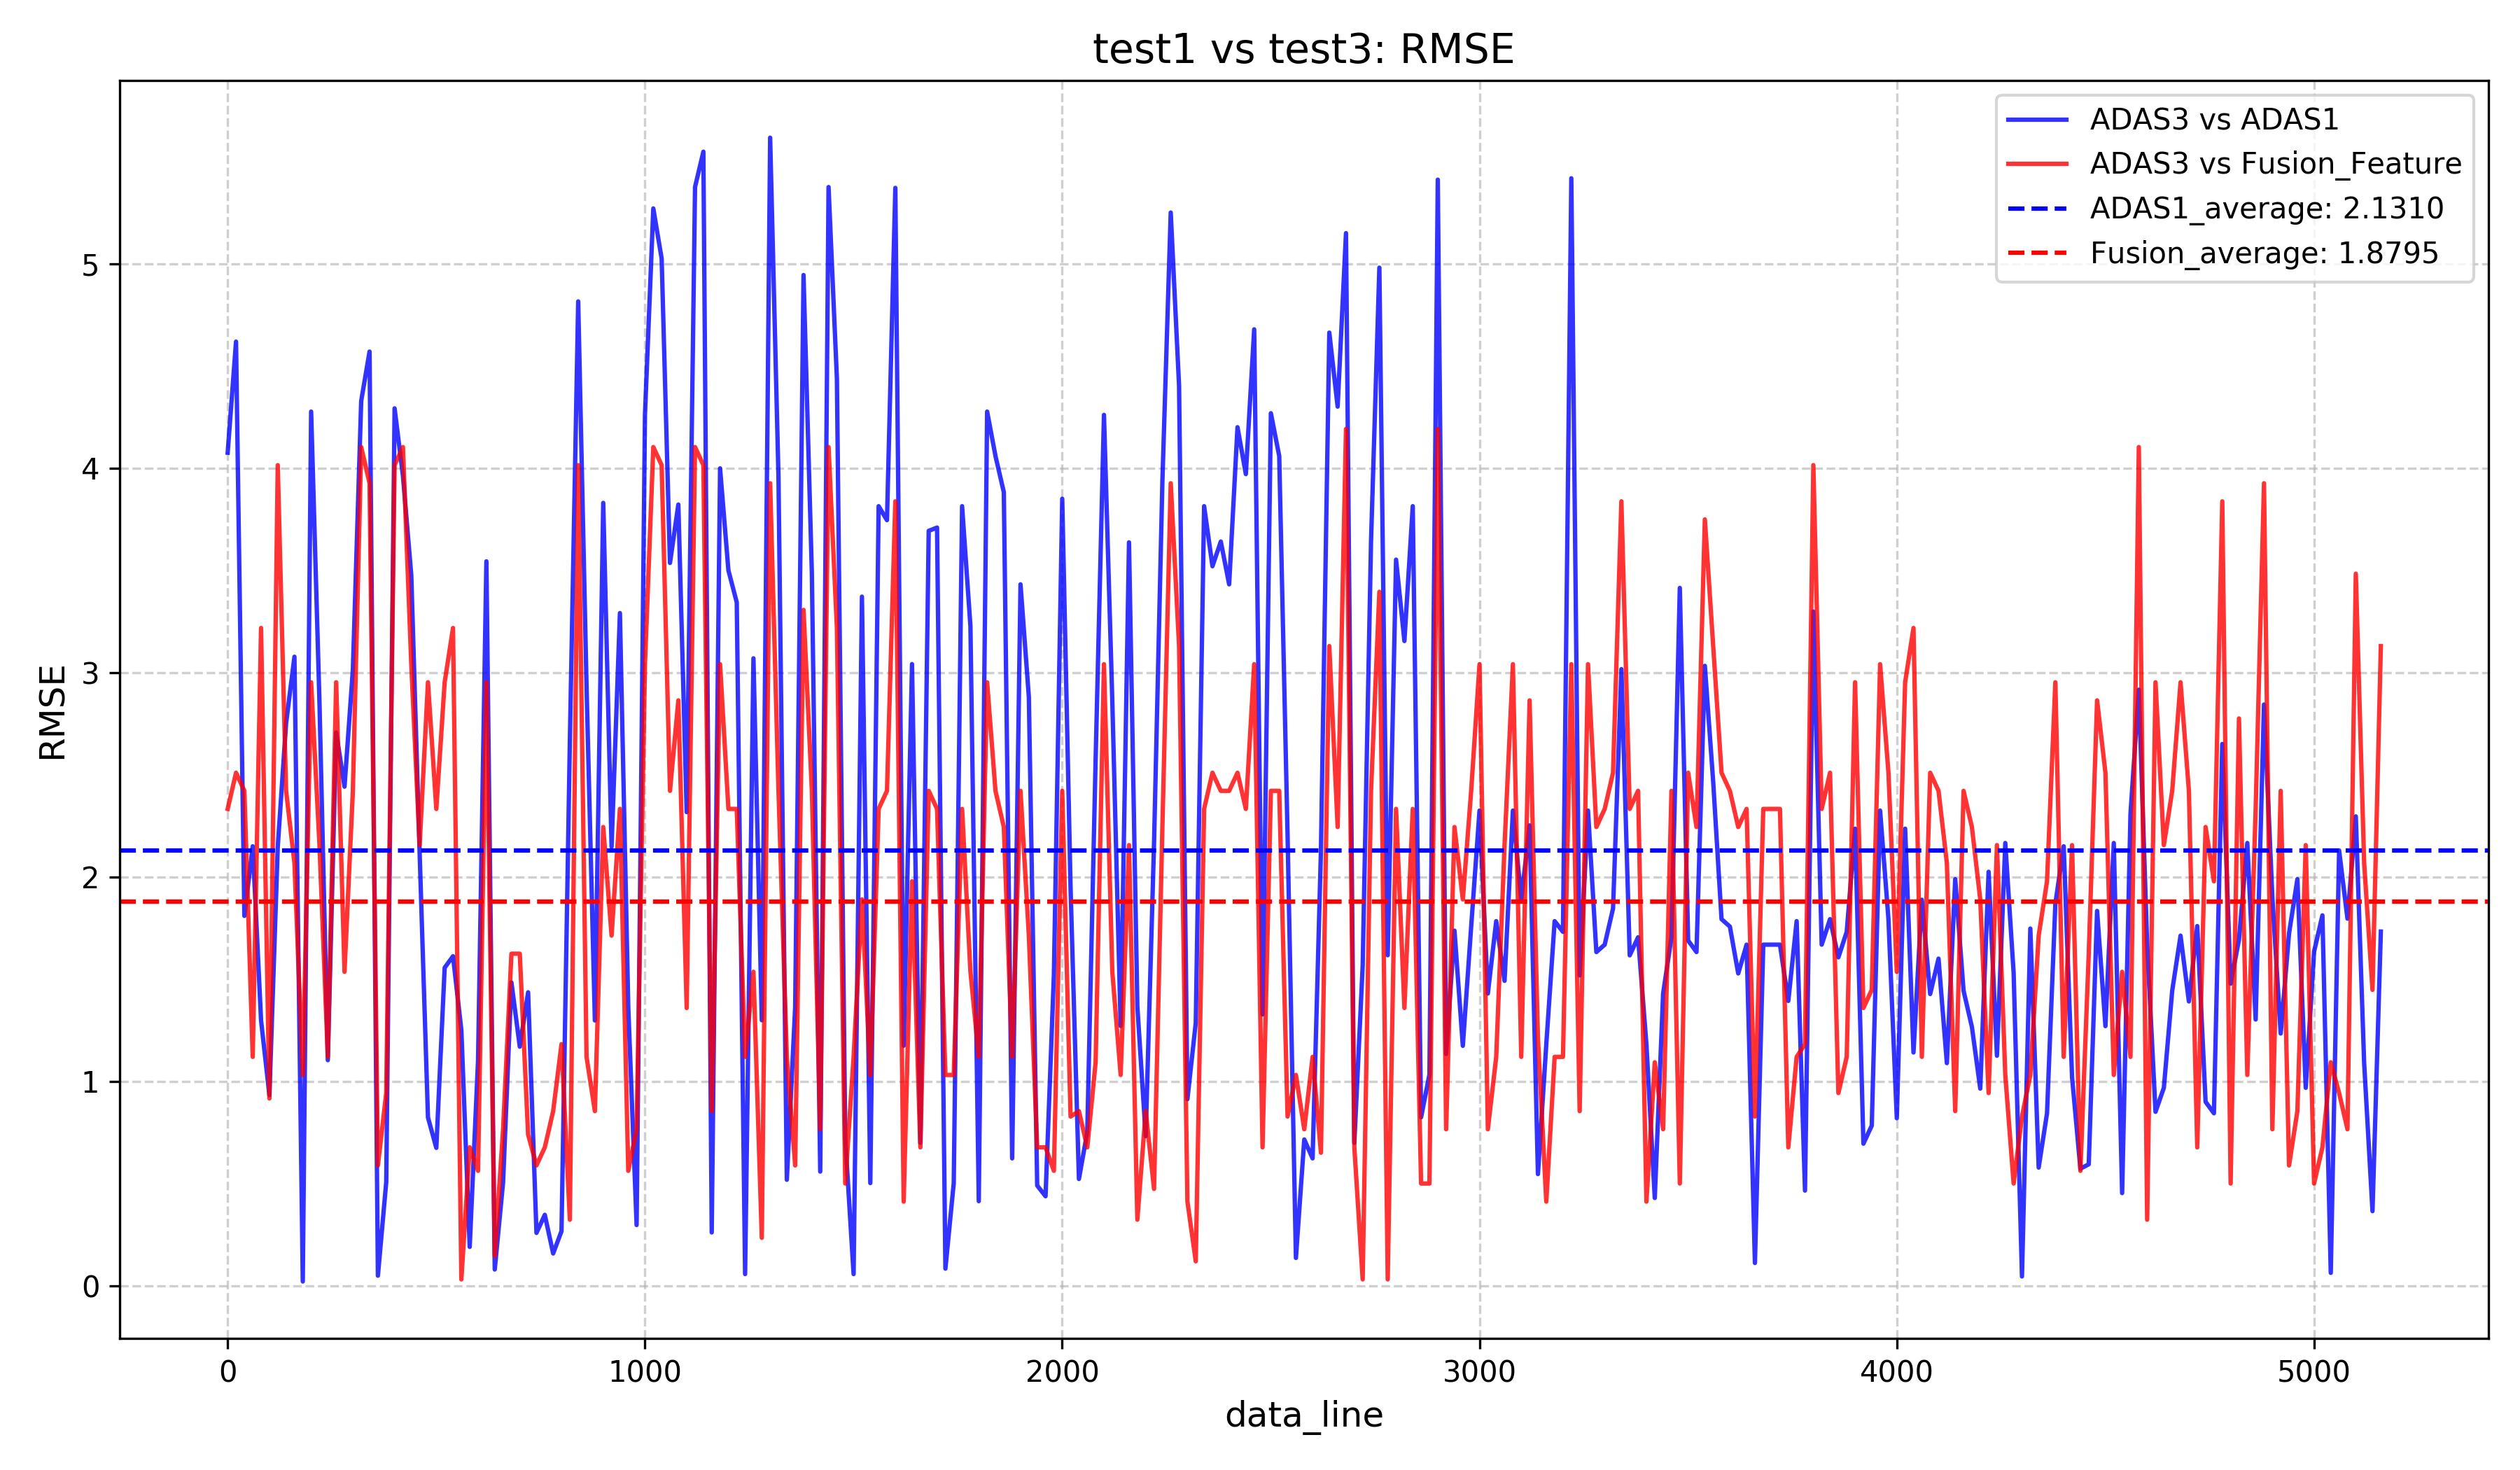 test1 vs test3: RMSE
ADAS3 vs ADAS1
ADAS3 vs Fusion_Feature
ADAS1_average: 2.1310
Fusion_average: 1.8795
RMSE
5
4
3
2
1
0
0 1000 2000 3000 4000 5000
data_line